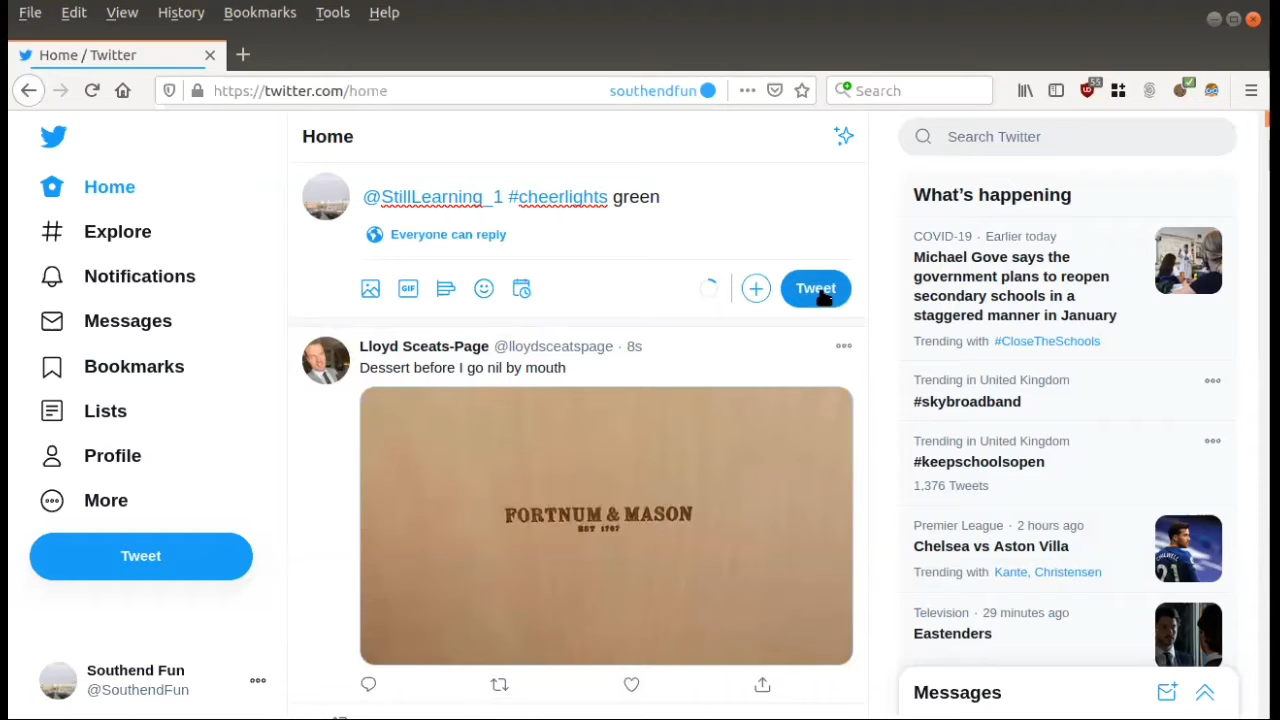 File Edit View History Bookmarks Tools Help
Home / Twitter
https://twitter.com/home
southendfun
Search
55
Home
Explore
Notifications
Messages
Bookmarks
Lists
Profile
More
Tweet
Southend Fun
@SouthendFun
Home
@StillLearning_1 #cheerlights green
Everyone can reply
GIF
Tweet
Lloyd Sceats-Page @lloydsceatspage · 8s
Dessert before I go nil by mouth
FORTNUM & MASON
EST 1707
Search Twitter
What's happening
COVID-19 · Earlier today
Michael Gove says the
government plans to reopen
secondary schools in a
staggered manner in January
Trending with #CloseTheSchools
Trending in United Kingdom
#skybroadband
Trending in United Kingdom
#keepschoolsopen
1,376 Tweets
Premier League · 2 hours ago
Chelsea vs Aston Villa
Trending with Kante, Christensen
Television · 29 minutes ago
Eastenders
Messages